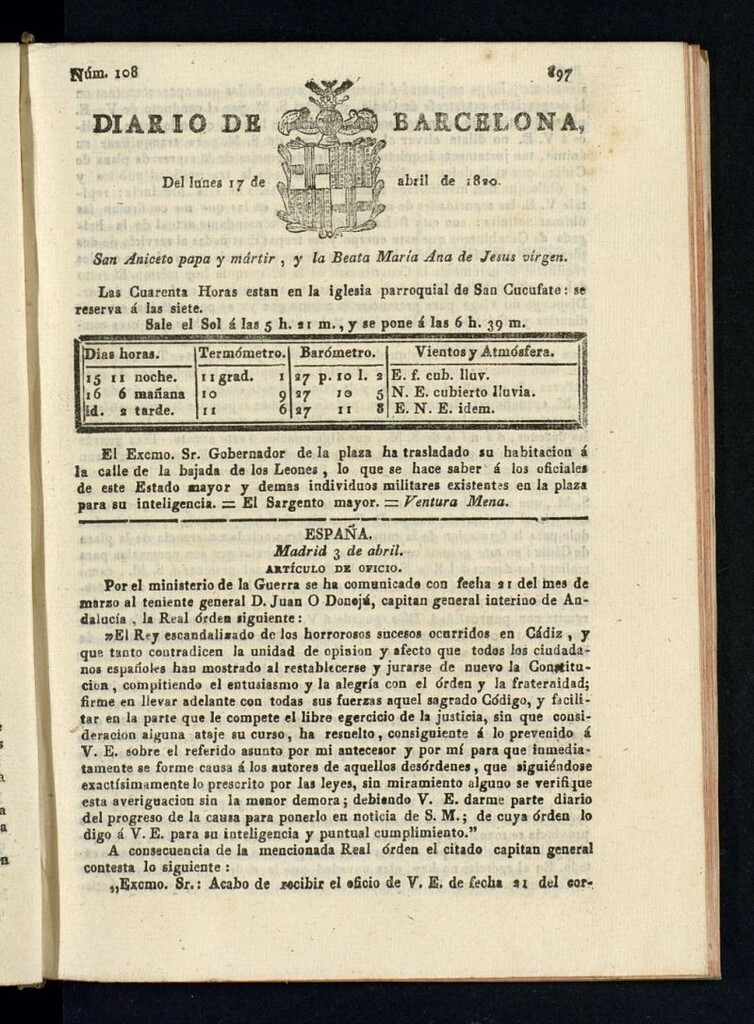 Núm. 108 897
DIARIO DE BARCELONA,
Del lunes 17 de abril de 1820.
San Aniceto papa y mártir, y la Beata María Ana de Jesus vírgen.
Las Cuarenta Horas estan en la iglesia parroquial de San Cucufate: se
reserva á las siete.
Sale el Sol á las 5 h. 21 m., y se pone á las 6 h. 39 m.
Dias horas. Termómetro. Barómetro. Vientos y Atmósfera.
15 11 noche. 11 grad. 1 27 p. 10 l. 2 E. f. cub. lluv.
16 6 mañana 10 9 27 10 5 N. E. cubierto lluvia.
id. 2 tarde. 11 6 27 11 8 E. N. E. idem.
El Excmo. Sr. Gobernador de la plaza ha trasladado su habitacion á
la calle de la bajada de los Leones, lo que se hace saber á los oficiales
de este Estado mayor y demas individuos militares existentes en la plaza
para su inteligencia. = El Sargento mayor. = Ventura Mena.
ESPAÑA.
Madrid 3 de abril.
ARTÍCULO DE OFICIO.
Por el ministerio de la Guerra se ha comunicado con fecha 21 del mes de
marzo al teniente general D. Juan O Donojú, capitan general interino de An-
dalucía, la Real órden siguiente:
»El Rey escandalizado de los horrorosos sucesos ocurridos en Cádiz, y
que tanto contradicen la unidad de opinion y afecto que todos los ciudada-
nos españoles han mostrado al restablecerse y jurarse de nuevo la Constitu-
cion, compitiendo el entusiasmo y la alegría con el órden y la fraternidad;
firme en llevar adelante con todas sus fuerzas aquel sagrado Código, y facili-
tar en la parte que le compete el libre egercicio de la justicia, sin que consi-
deracion alguna ataje su curso, ha resuelto, consiguiente á lo prevenido á
V. E. sobre el referido asunto por mi antecesor y por mí para que inmedia-
tamente se forme causa á los autores de aquellos desórdenes, que siguiéndose
exactísimamente lo prescrito por las leyes, sin miramiento alguno se verifique
esta averiguacion sin la menor demora; debiendo V. E. darme parte diario
del progreso de la causa para ponerlo en noticia de S. M.; de cuya órden lo
digo á V. E. para su inteligencia y puntual cumplimiento."
A consecuencia de la mencionada Real órden el citado capitan general
contesta lo siguiente:
„Excmo. Sr.: Acabo de recibir el oficio de V. E. de fecha 21 del cor-